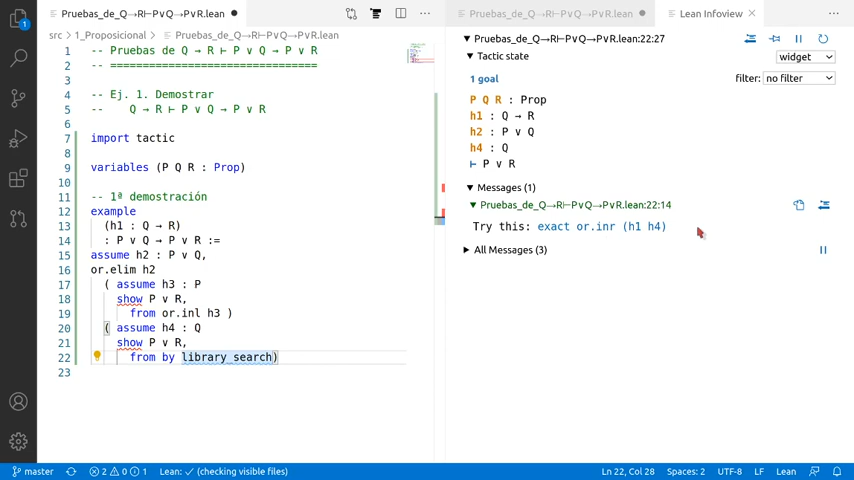 Pruebas_de_Q→R⊢P∨Q→P∨R.lean
Pruebas_de_Q→R⊢P∨Q→P∨R.lean
Lean Infoview
src > 1_Proposicional > Pruebas_de_Q→R⊢P∨Q→P∨R.lean
1 -- Pruebas de Q → R ⊢ P ∨ Q → P ∨ R
2 -- ================================
3
4 -- Ej. 1. Demostrar
5 --    Q → R ⊢ P ∨ Q → P ∨ R
6
7 import tactic
8
9 variables (P Q R : Prop)
10
11 -- 1ª demostración
12 example
13   (h1 : Q → R)
14   : P ∨ Q → P ∨ R :=
15 assume h2 : P ∨ Q,
16 or.elim h2
17   ( assume h3 : P
18     show P ∨ R,
19       from or.inl h3 )
20   ( assume h4 : Q
21     show P ∨ R,
22       from by library_search)
23
Pruebas_de_Q→R⊢P∨Q→P∨R.lean:22:27
Tactic state
widget
1 goal
filter: no filter
P Q R : Prop
h1 : Q → R
h2 : P ∨ Q
h4 : Q
⊢ P ∨ R
Messages (1)
Pruebas_de_Q→R⊢P∨Q→P∨R.lean:22:14
Try this: exact or.inr (h1 h4)
All Messages (3)
1
master
2 0 1
Lean: ✓ (checking visible files)
Ln 22, Col 28
Spaces: 2
UTF-8
LF
Lean